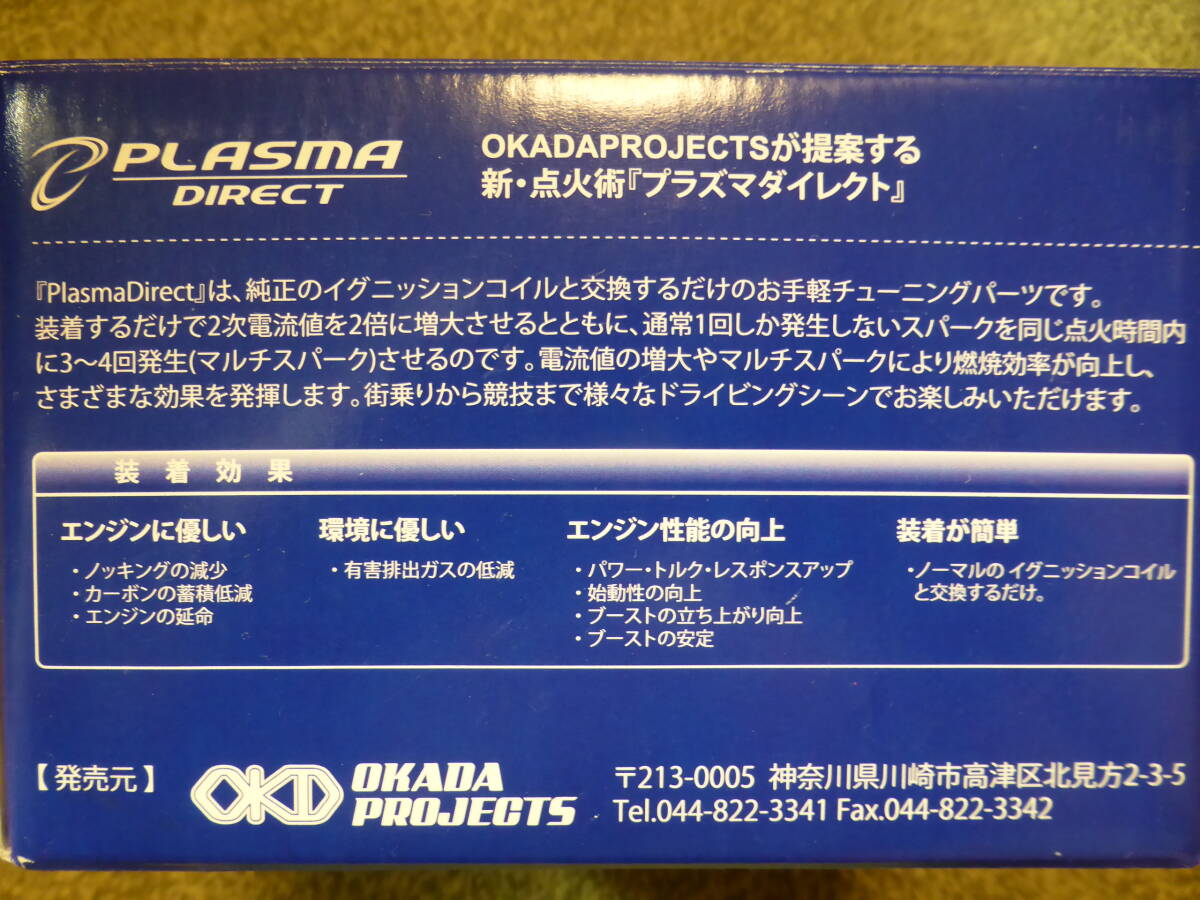 PLASMA
DIRECT
OKADAPROJECTSが提案する
新・点火術『プラズマダイレクト』
『PlasmaDirect』は、純正のイグニッションコイルと交換するだけのお手軽チューニングパーツです。
装着するだけで2次電流値を2倍に増大させるとともに、通常1回しか発生しないスパークを同じ点火時間内
に3〜4回発生(マルチスパーク)させるのです。電流値の増大やマルチスパークにより燃焼効率が向上し、
さまざまな効果を発揮します。街乗りから競技まで様々なドライビングシーンでお楽しみいただけます。
装着効果
エンジンに優しい
・ノッキングの減少
・カーボンの蓄積低減
・エンジンの延命
環境に優しい
・有害排出ガスの低減
エンジン性能の向上
・パワー・トルク・レスポンスアップ
・始動性の向上
・ブーストの立ち上がり向上
・ブーストの安定
装着が簡単
・ノーマルの イグニッションコイル
と交換するだけ。
【発売元】
OKD
OKADA
PROJECTS
〒213-0005 神奈川県川崎市高津区北見方2-3-5
Tel.044-822-3341 Fax.044-822-3342